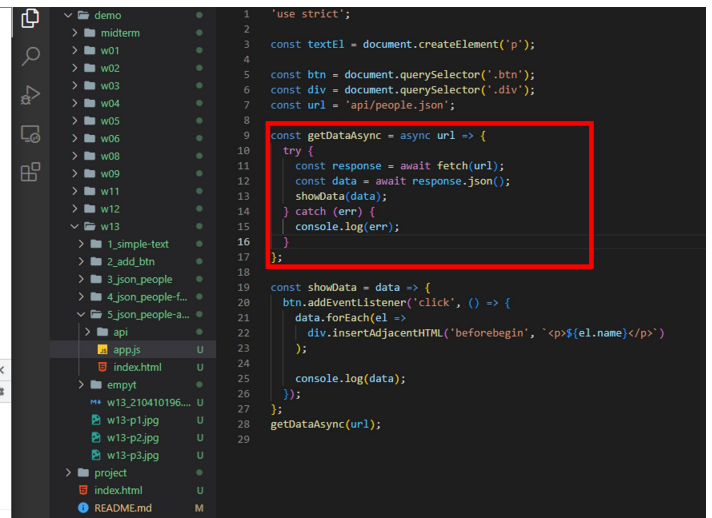 demo
midterm
w01
w02
w03
w04
w05
w06
w08
w09
w11
w12
w13
1_simple-text
2_add_btn
3_json_people
4_json_people-f...
5_json_people-a...
api
app.js U
index.html U
empyt
w13_210410196.... U
w13-p1.jpg U
w13-p2.jpg U
w13-p3.jpg U
project
index.html U
README.md M
1 'use strict';
2
3 const textEl = document.createElement('p');
4
5 const btn = document.querySelector('.btn');
6 const div = document.querySelector('.div');
7 const url = 'api/people.json';
8
9 const getDataAsync = async url => {
10 try {
11 const response = await fetch(url);
12 const data = await response.json();
13 showData(data);
14 } catch (err) {
15 console.log(err);
16 }
17 };
18
19 const showData = data => {
20 btn.addEventListener('click', () => {
21 data.forEach(el =>
22 div.insertAdjacentHTML('beforebegin', `<p>${el.name}</p>`)
23 );
24
25 console.log(data);
26 });
27 };
28 getDataAsync(url);
29